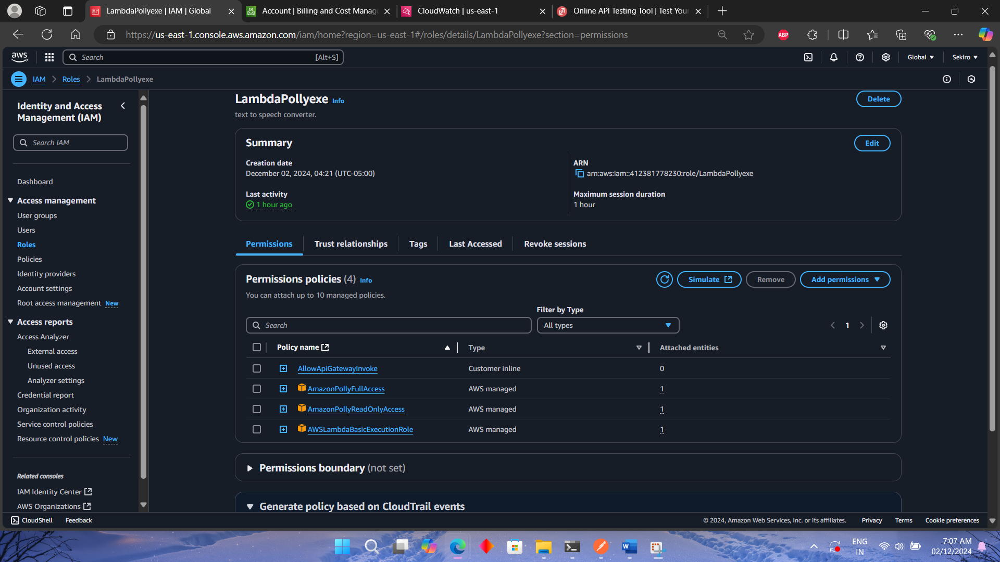 LambdaPollyexe | IAM | Global
Account | Billing and Cost Manag
CloudWatch | us-east-1
Online API Testing Tool | Test Your
https://us-east-1.console.aws.amazon.com/iam/home?region=us-east-1#/roles/details/LambdaPollyexe?section=permissions
ABP
aws
Search
[Alt+S]
Global
Sekiro
IAM
Roles
LambdaPollyexe
Identity and Access
Management (IAM)
Search IAM
Dashboard
Access management
User groups
Users
Roles
Policies
Identity providers
Account settings
Root access management New
Access reports
Access Analyzer
External access
Unused access
Analyzer settings
Credential report
Organization activity
Service control policies
Resource control policies New
Related consoles
IAM Identity Center
AWS Organizations
LambdaPollyexe Info
Delete
text to speech converter.
Summary
Edit
Creation date
December 02, 2024, 04:21 (UTC-05:00)
ARN
arn:aws:iam::412381778230:role/LambdaPollyexe
Last activity
1 hour ago
Maximum session duration
1 hour
Permissions
Trust relationships
Tags
Last Accessed
Revoke sessions
Permissions policies (4) Info
Simulate
Remove
Add permissions
You can attach up to 10 managed policies.
Filter by Type
Search
All types
1
Policy name
Type
Attached entities
AllowApiGatewayInvoke Customer inline 0
AmazonPollyFullAccess AWS managed 1
AmazonPollyReadOnlyAccess AWS managed 1
AWSLambdaBasicExecutionRole AWS managed 1
Permissions boundary (not set)
Generate policy based on CloudTrail events
CloudShell
Feedback
© 2024, Amazon Web Services, Inc. or its affiliates.
Privacy
Terms
Cookie preferences
W
ENG
IN
7:07 AM
02/12/2024